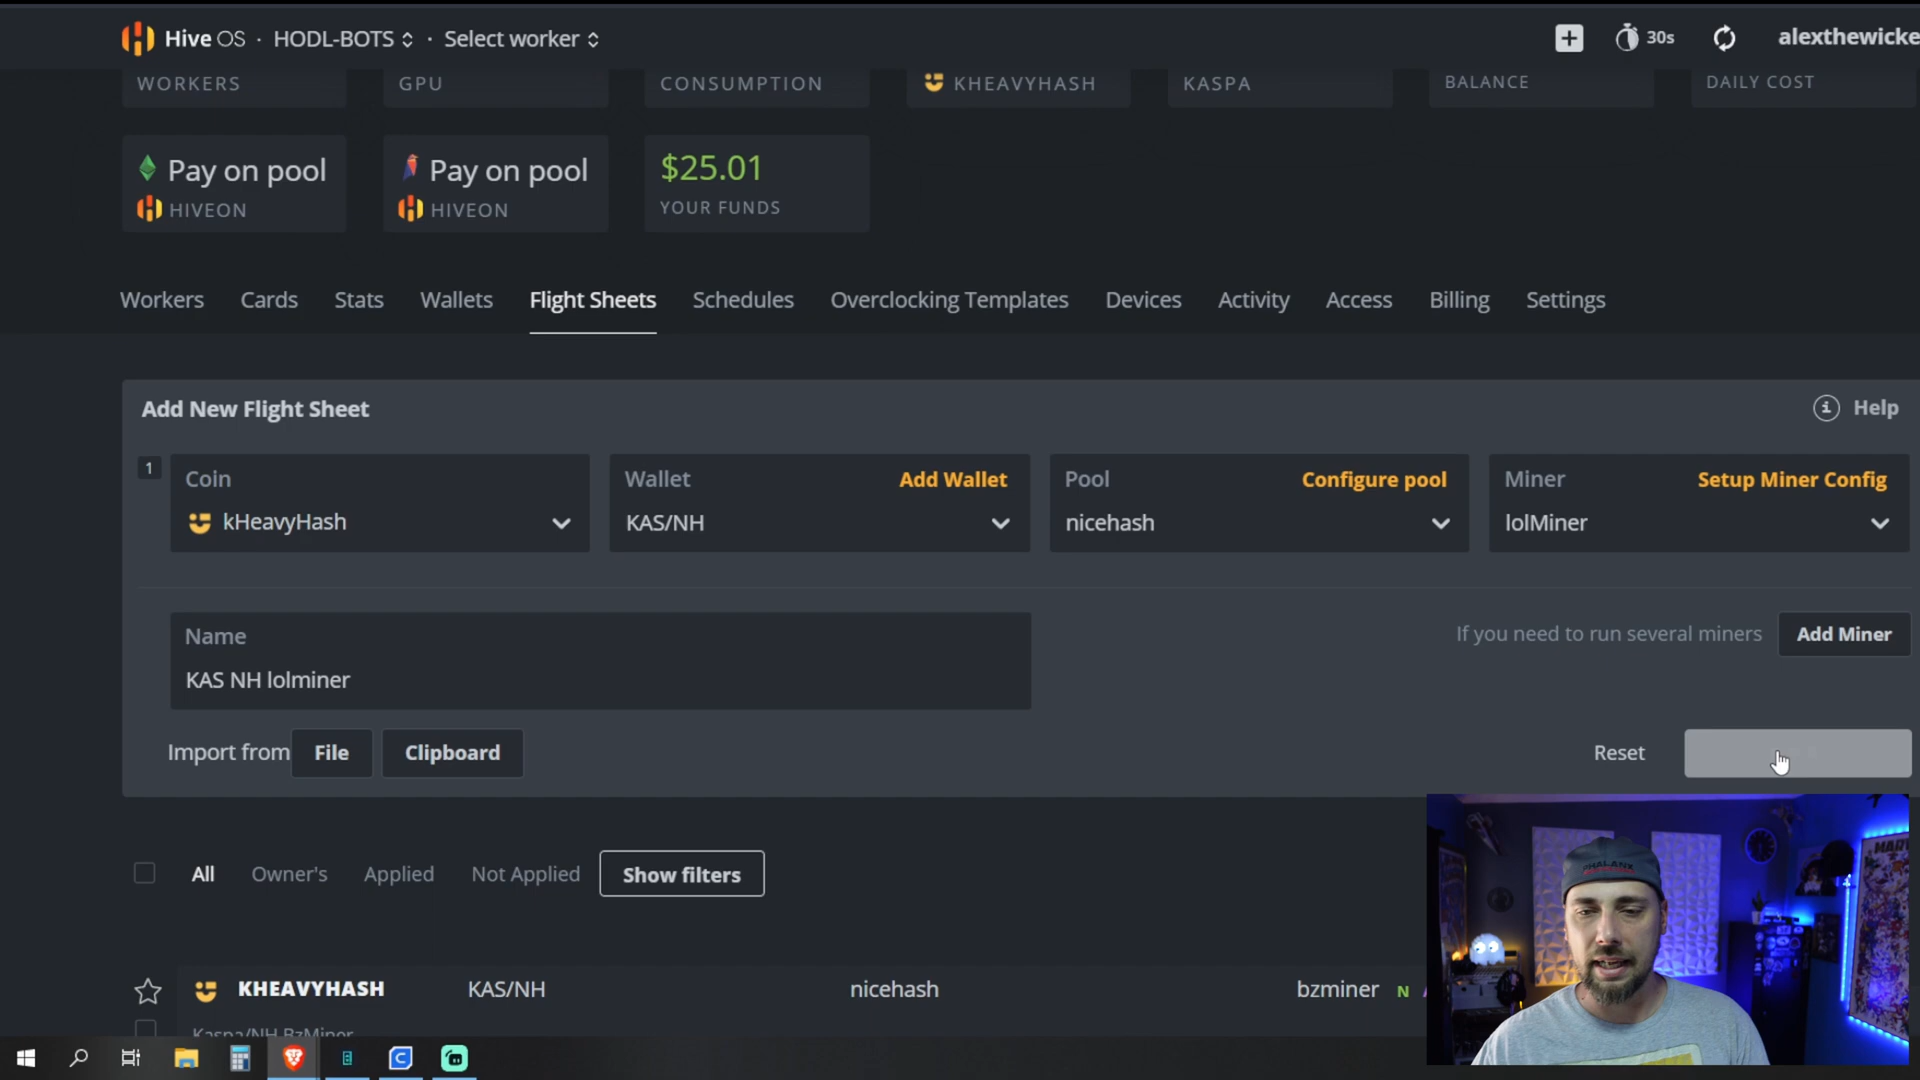 Hive OS · HODL-BOTS · Select worker
30s
alexthewicke
WORKERS
GPU
CONSUMPTION
KHEAVYHASH
KASPA
BALANCE
DAILY COST
Pay on pool
HIVEON
Pay on pool
HIVEON
$25.01
YOUR FUNDS
Workers
Cards
Stats
Wallets
Flight Sheets
Schedules
Overclocking Templates
Devices
Activity
Access
Billing
Settings
Add New Flight Sheet
Help
1
Coin
kHeavyHash
Wallet
Add Wallet
KAS/NH
Pool
Configure pool
nicehash
Miner
Setup Miner Config
lolMiner
Name
KAS NH lolminer
If you need to run several miners
Add Miner
Import from
File
Clipboard
Reset
All
Owner's
Applied
Not Applied
Show filters
KHEAVYHASH
KAS/NH
nicehash
bzminer
N
Kaspa/NH BzMiner